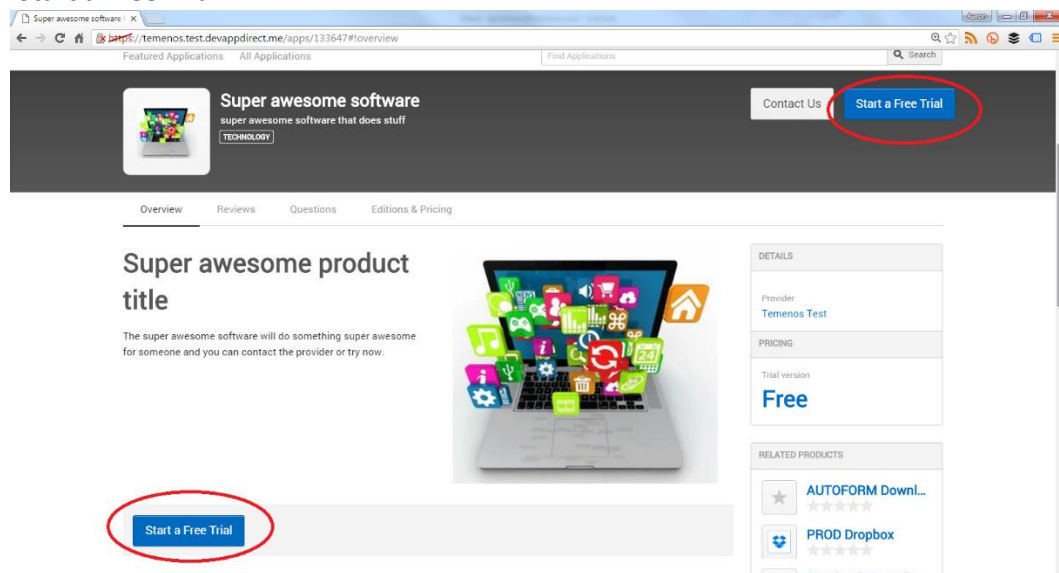 Super awesome software
Aaron
https://temenos.test.devappdirect.me/apps/133647#!overview
Featured Applications All Applications Find Applications Search
Super awesome software
super awesome software that does stuff
TECHNOLOGY
Contact Us Start a Free Trial
Overview Reviews Questions Editions & Pricing
Super awesome product
title
The super awesome software will do something super awesome
for someone and you can contact the provider or try now.
24
DETAILS
Provider
Temenos Test
PRICING
Trial version
Free
RELATED PRODUCTS
AUTOFORM Downl...
PROD Dropbox
Start a Free Trial